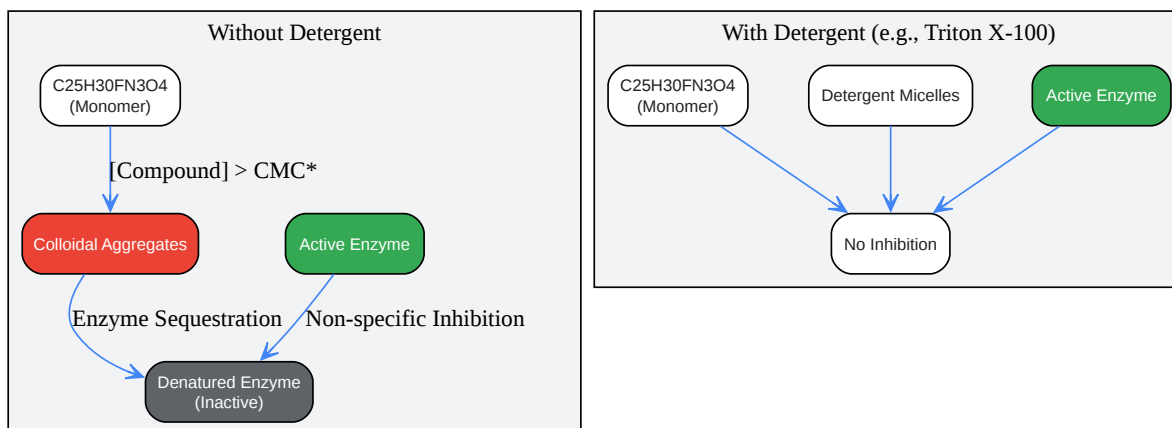 Without Detergent
C25H30FN3O4
(Monomer)
[Compound] > CMC*
Colloidal Aggregates
Active Enzyme
Enzyme Sequestration
Non-specific Inhibition
Denatured Enzyme
(Inactive)
With Detergent (e.g., Triton X-100)
C25H30FN3O4
(Monomer)
Detergent Micelles
Active Enzyme
No Inhibition